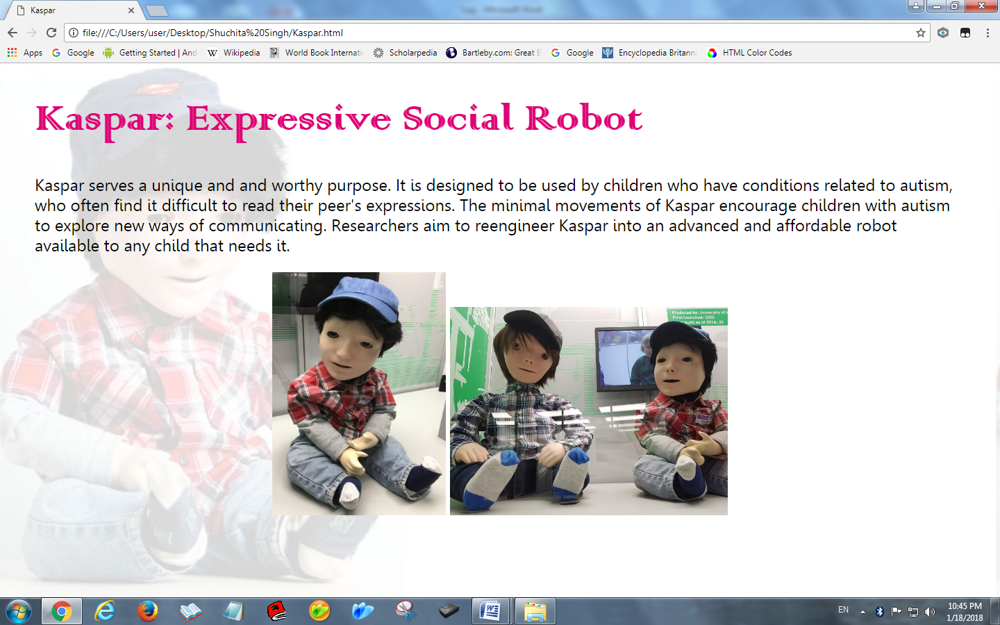 Kaspar
file:///C:/Users/user/Desktop/Shuchita%20Singh/Kaspar.html
Apps Google Getting Started | And Wikipedia World Book Internati Scholarpedia Bartleby.com: Great Google Encyclopedia Britann HTML Color Codes
Kaspar: Expressive Social Robot
Kaspar serves a unique and and worthy purpose. It is designed to be used by children who have conditions related to autism,
who often find it difficult to read their peer's expressions. The minimal movements of Kaspar encourage children with autism
to explore new ways of communicating. Researchers aim to reengineer Kaspar into an advanced and affordable robot
available to any child that needs it.
Produced by: University of
First launched: 2005
built as of 2016: 30
EN
10:45 PM
1/18/2018